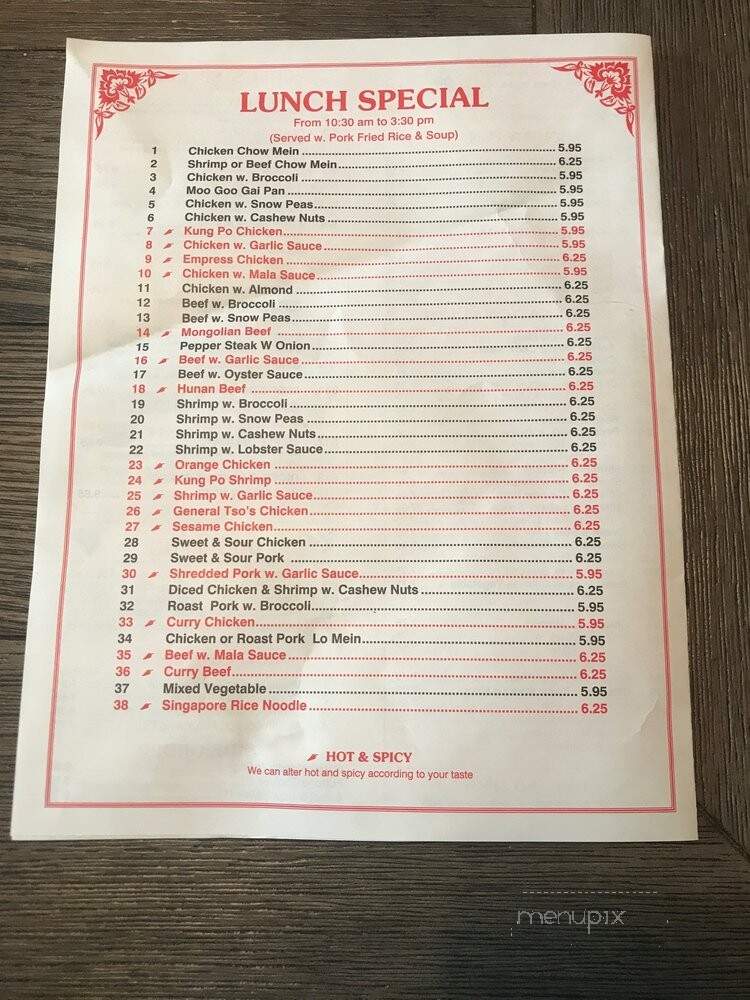 LUNCH SPECIAL
From 10:30 am to 3:30 pm
(Served w. Pork Fried Rice & Soup)
1 Chicken Chow Mein 5.95
2 Shrimp or Beef Chow Mein 6.25
3 Chicken w. Broccoli 5.95
4 Moo Goo Gai Pan 5.95
5 Chicken w. Snow Peas 5.95
6 Chicken w. Cashew Nuts 5.95
7 Kung Po Chicken 5.95
8 Chicken w. Garlic Sauce 5.95
9 Empress Chicken 6.25
10 Chicken w. Mala Sauce 5.95
11 Chicken w. Almond 6.25
12 Beef w. Broccoli 6.25
13 Beef w. Snow Peas 6.25
14 Mongolian Beef 6.25
15 Pepper Steak W Onion 6.25
16 Beef w. Garlic Sauce 6.25
17 Beef w. Oyster Sauce 6.25
18 Hunan Beef 6.25
19 Shrimp w. Broccoli 6.25
20 Shrimp w. Snow Peas 6.25
21 Shrimp w. Cashew Nuts 6.25
22 Shrimp w. Lobster Sauce 6.25
23 Orange Chicken 6.25
24 Kung Po Shrimp 6.25
25 Shrimp w. Garlic Sauce 6.25
26 General Tso's Chicken 6.25
27 Sesame Chicken 6.25
28 Sweet & Sour Chicken 6.25
29 Sweet & Sour Pork 6.25
30 Shredded Pork w. Garlic Sauce 5.95
31 Diced Chicken & Shrimp w. Cashew Nuts 6.25
32 Roast Pork w. Broccoli 5.95
33 Curry Chicken 5.95
34 Chicken or Roast Pork Lo Mein 5.95
35 Beef w. Mala Sauce 6.25
36 Curry Beef 6.25
37 Mixed Vegetable 5.95
38 Singapore Rice Noodle 6.25
HOT & SPICY
We can alter hot and spicy according to your taste
menupix